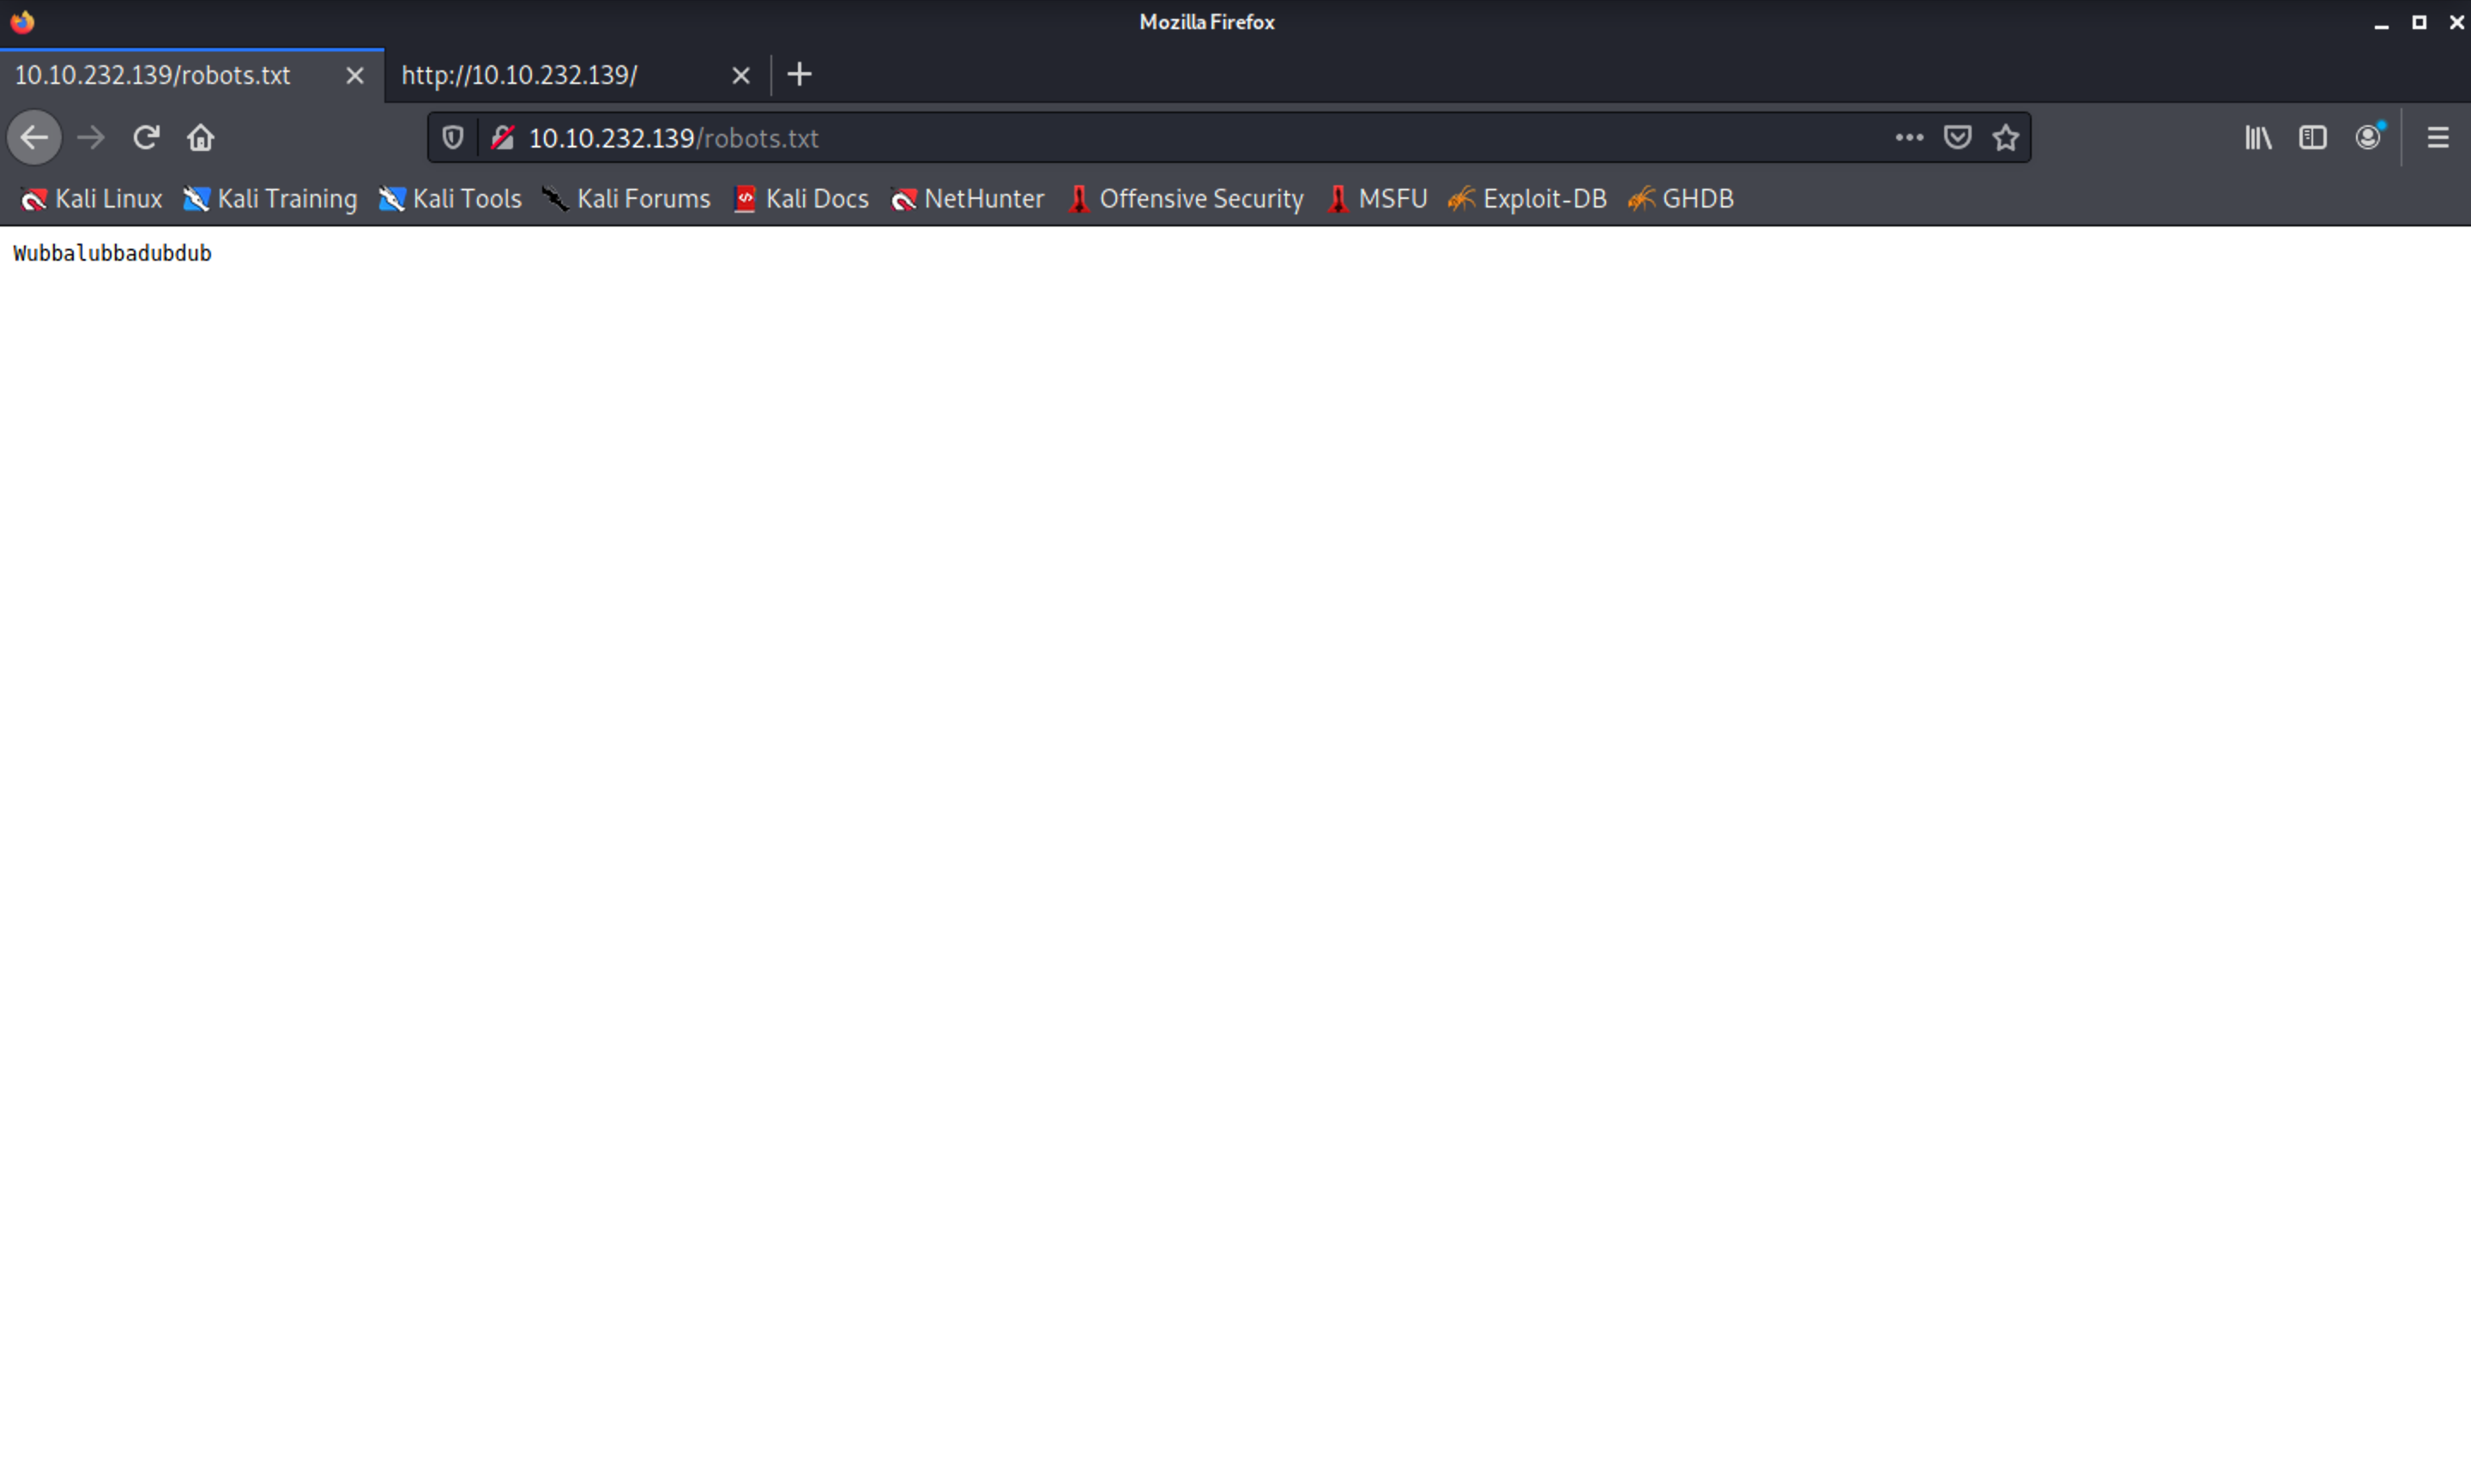 Mozilla Firefox
10.10.232.139/robots.txt
http://10.10.232.139/
10.10.232.139/robots.txt
Kali Linux Kali Training Kali Tools Kali Forums Kali Docs NetHunter Offensive Security MSFU Exploit-DB GHDB
Wubbalubbadubdub